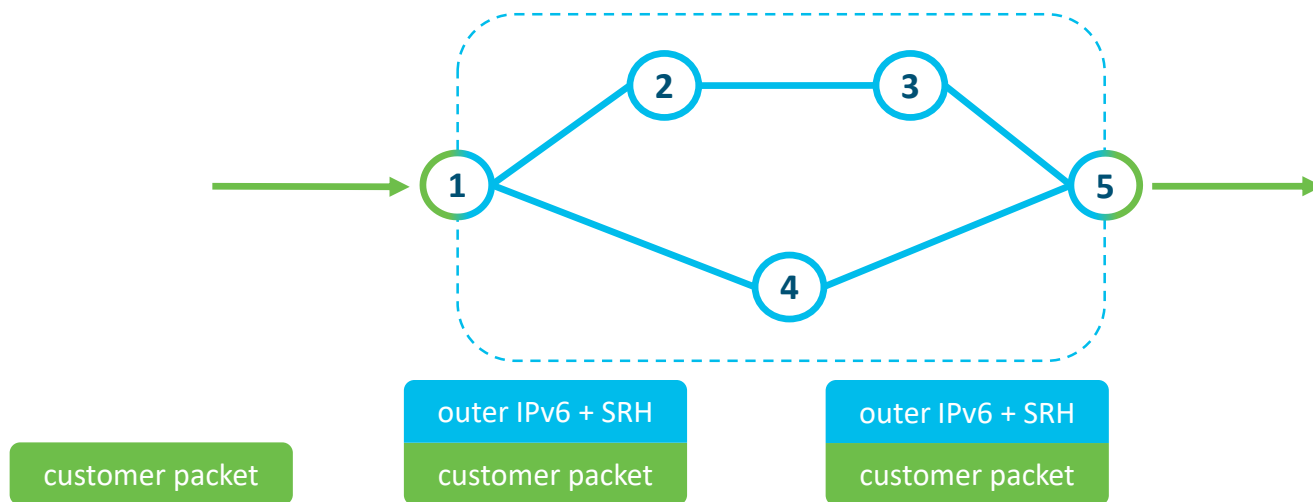 2
3
1
5
4
outer IPv6 + SRH
outer IPv6 + SRH
customer packet
customer packet
customer packet